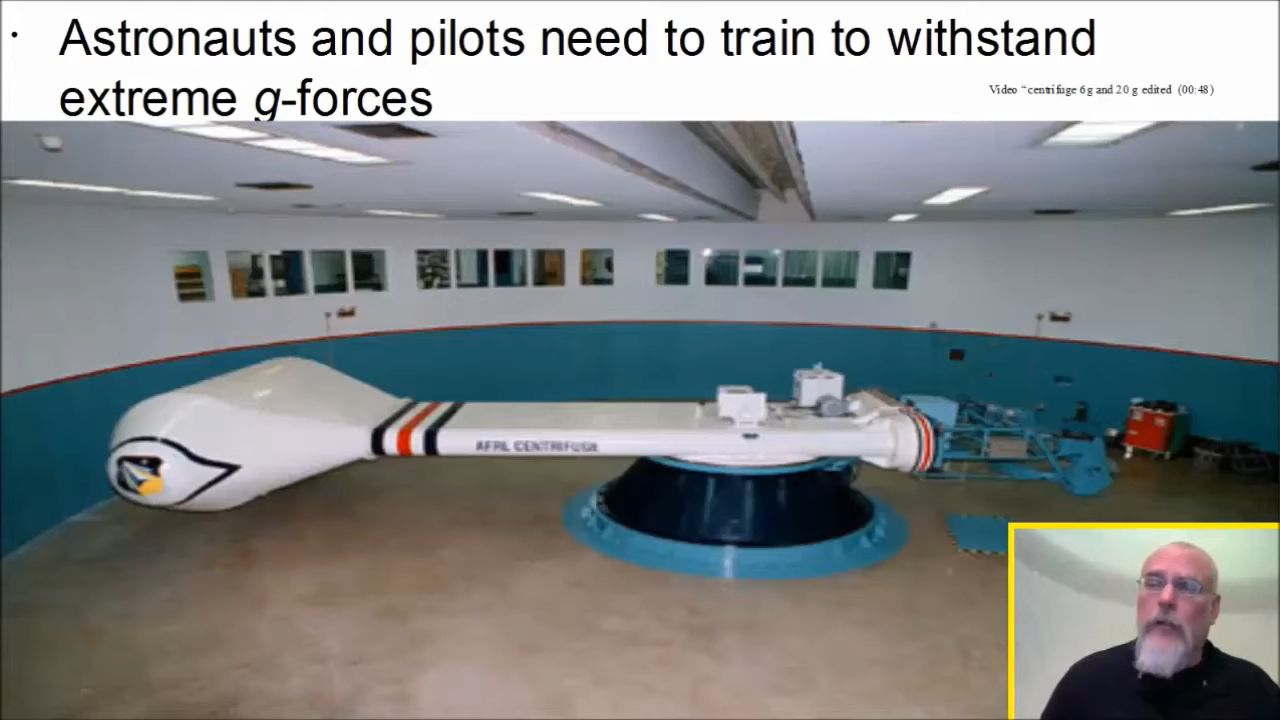 · Astronauts and pilots need to train to withstand
extreme g-forces
Video “centrifuge 6g and 20 g edited (00:48)
AFRL CENTRIFUGE